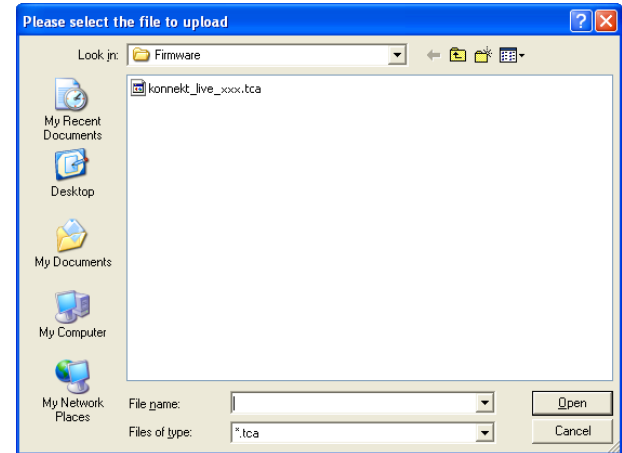 Please select the file to upload
Look in: Firmware
konnekt_live_xxx.tca
My Recent
Documents
Desktop
My Documents
My Computer
My Network
Places
File name:
Open
Files of type: *.tca
Cancel